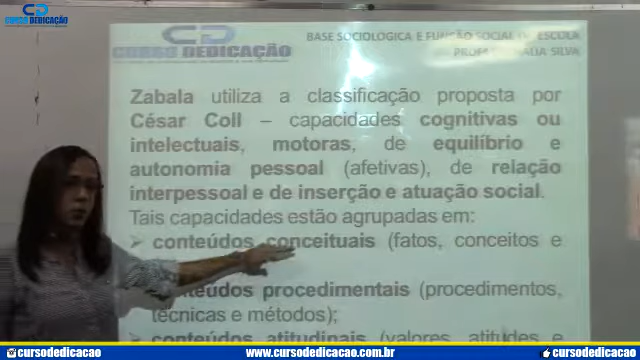 CD
CURSO DEDICAÇÃO
CD
CURSO DEDICAÇÃO
BASE SOCIOLÓGICA E FUNÇÃO SOCIAL ESCOLA
SILVA
Zabala utiliza a classificação proposta por
César Coll – capacidades cognitivas ou
intelectuais, motoras, de equilíbrio e
autonomia pessoal (afetivas), de relação
interpessoal e de inserção e atuação social.
Tais capacidades estão agrupadas em:
➢ conteúdos conceituais (fatos, conceitos e
conteúdos procedimentais (procedimentos,
técnicas e métodos);
➢ conteúdos atitudinais (valores, atitudes e
/cursodedicacao
www.cursodedicacao.com.br
/cursodedicacao